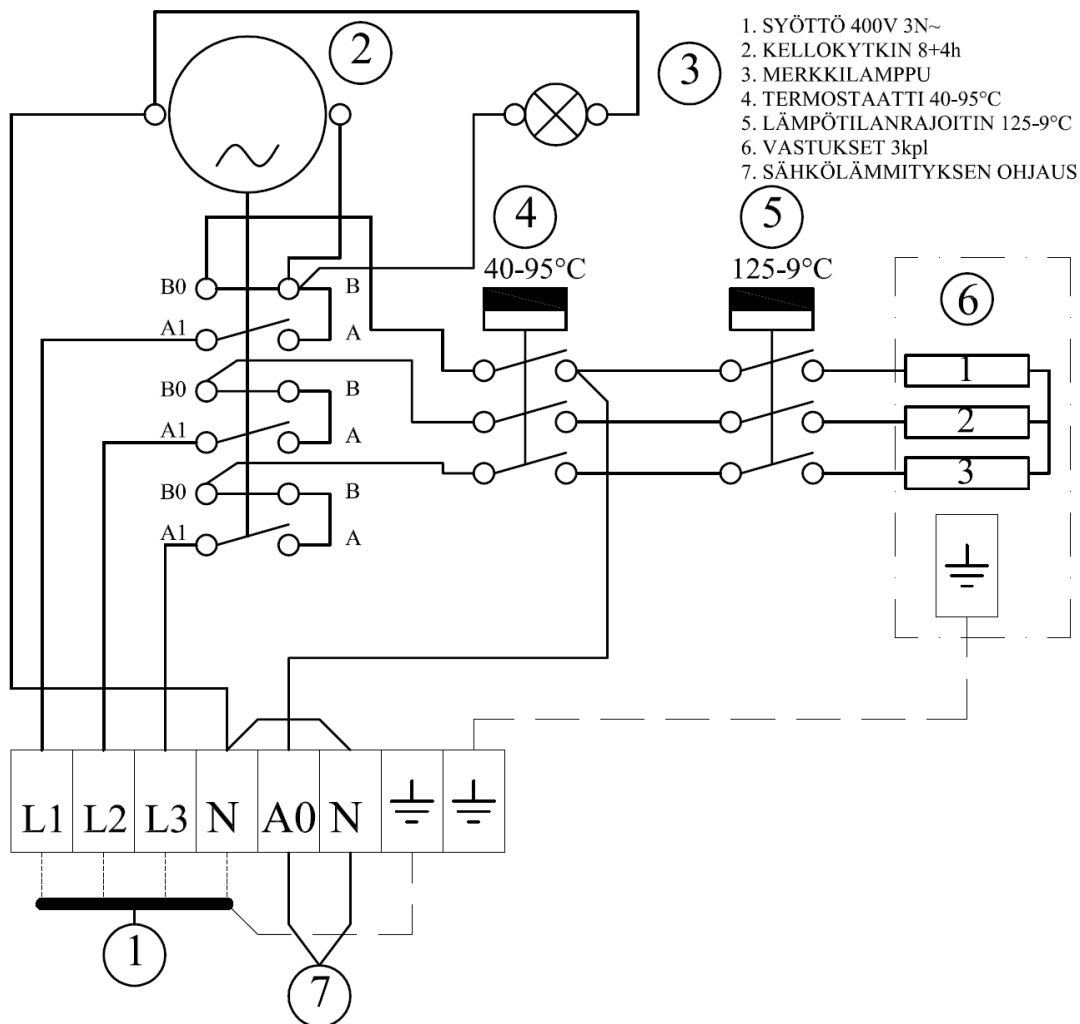 1. SYÖTTÖ 400V 3N~
2. KELLOKYTKIN 8+4h
3. MERKKILAMPPU
4. TERMOSTAATTI 40-95°C
5. LÄMPÖTILANRAJOITIN 125-9°C
6. VASTUKSET 3kpl
7. SÄHKÖLÄMMITYKSEN OHJAUS
2
3
4
5
40-95°C
125-9°C
6
B0 B
A1 A
B0 B
A1 A
B0 B
A1 A
1
2
3
L1 L2 L3 N A0 N
1
7